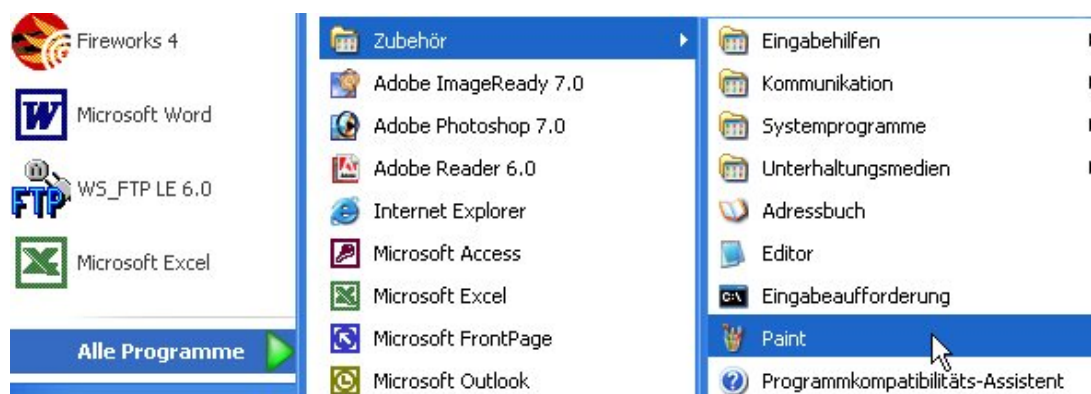 Fireworks 4
Microsoft Word
FTP
WS_FTP LE 6.0
Microsoft Excel
Alle Programme
Zubehör
Adobe ImageReady 7.0
Adobe Photoshop 7.0
Adobe Reader 6.0
Internet Explorer
Microsoft Access
Microsoft Excel
Microsoft FrontPage
Microsoft Outlook
Eingabehilfen
Kommunikation
Systemprogramme
Unterhaltungsmedien
Adressbuch
Editor
C:\ Eingabeaufforderung
Paint
Programmkompatibilitäts-Assistent